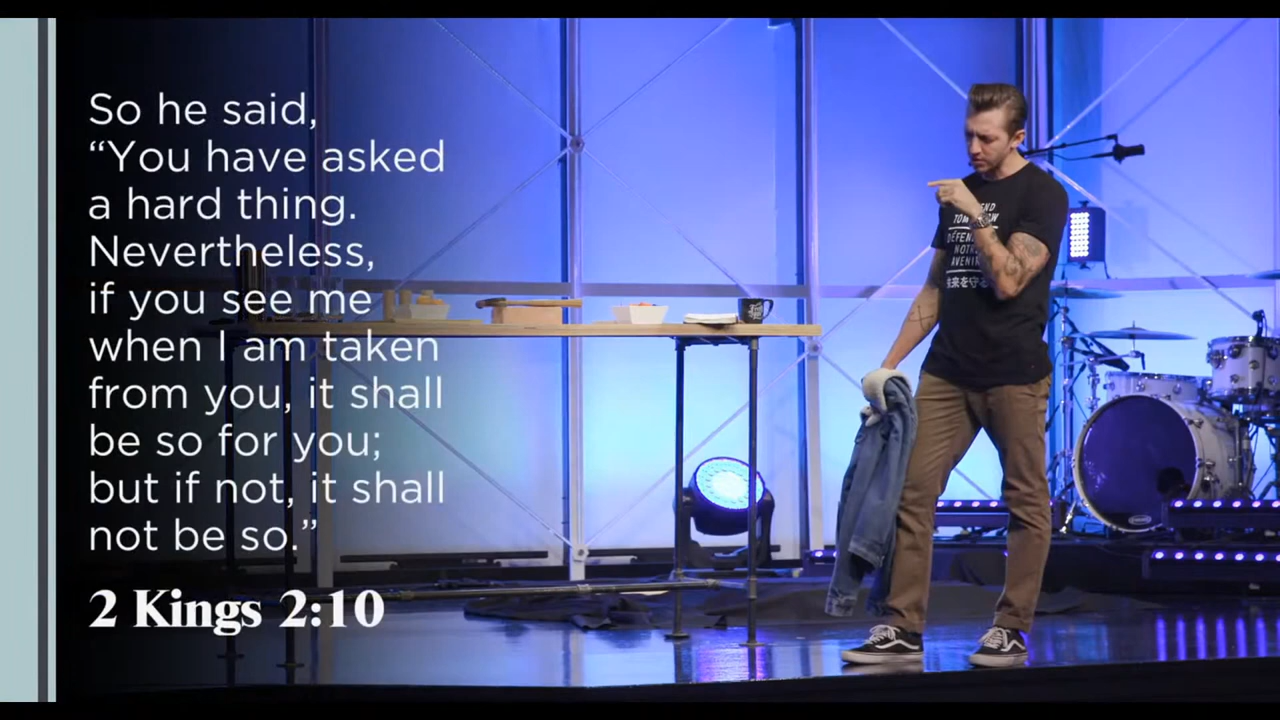 So he said,
“You have asked
a hard thing.
Nevertheless,
if you see me
when I am taken
from you, it shall
be so for you;
but if not, it shall
not be so.”
2 Kings 2:10